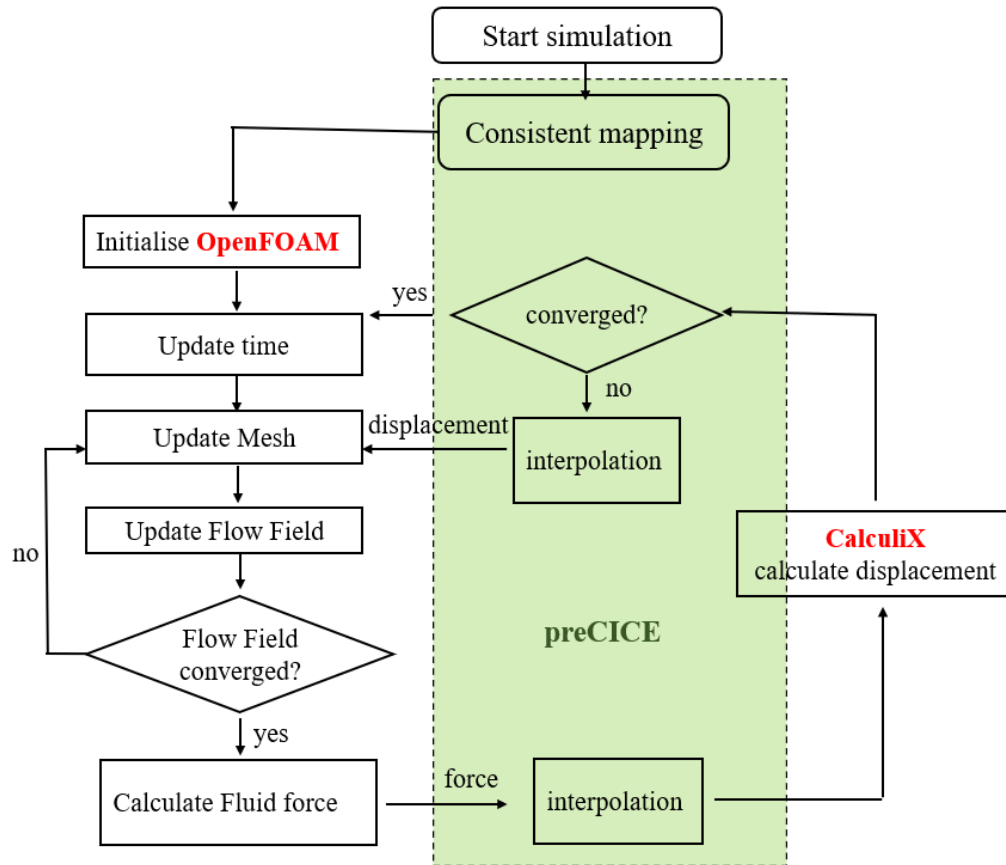 Start simulation
Consistent mapping
Initialise OpenFOAM
yes
converged?
Update time
no
displacement
Update Mesh
interpolation
Update Flow Field
no
CalculiX
calculate displacement
Flow Field
converged?
preCICE
yes
force
Calculate Fluid force
interpolation